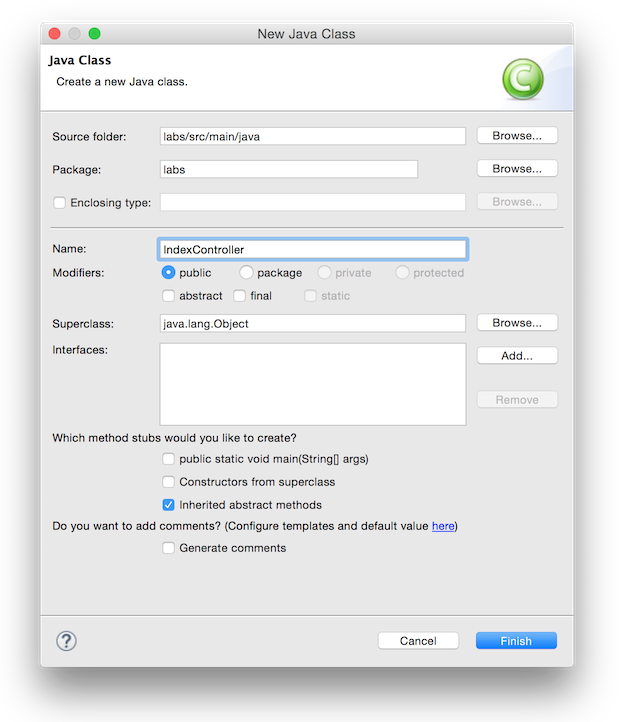 New Java Class
Java Class
Create a new Java class.
C
Source folder: labs/src/main/java Browse...
Package: labs Browse...
Enclosing type: Browse...
Name: IndexController
Modifiers: public package private protected
abstract final static
Superclass: java.lang.Object Browse...
Interfaces: Add...
Remove
Which method stubs would you like to create?
public static void main(String[] args)
Constructors from superclass
Inherited abstract methods
Do you want to add comments? (Configure templates and default value here)
Generate comments
? Cancel Finish